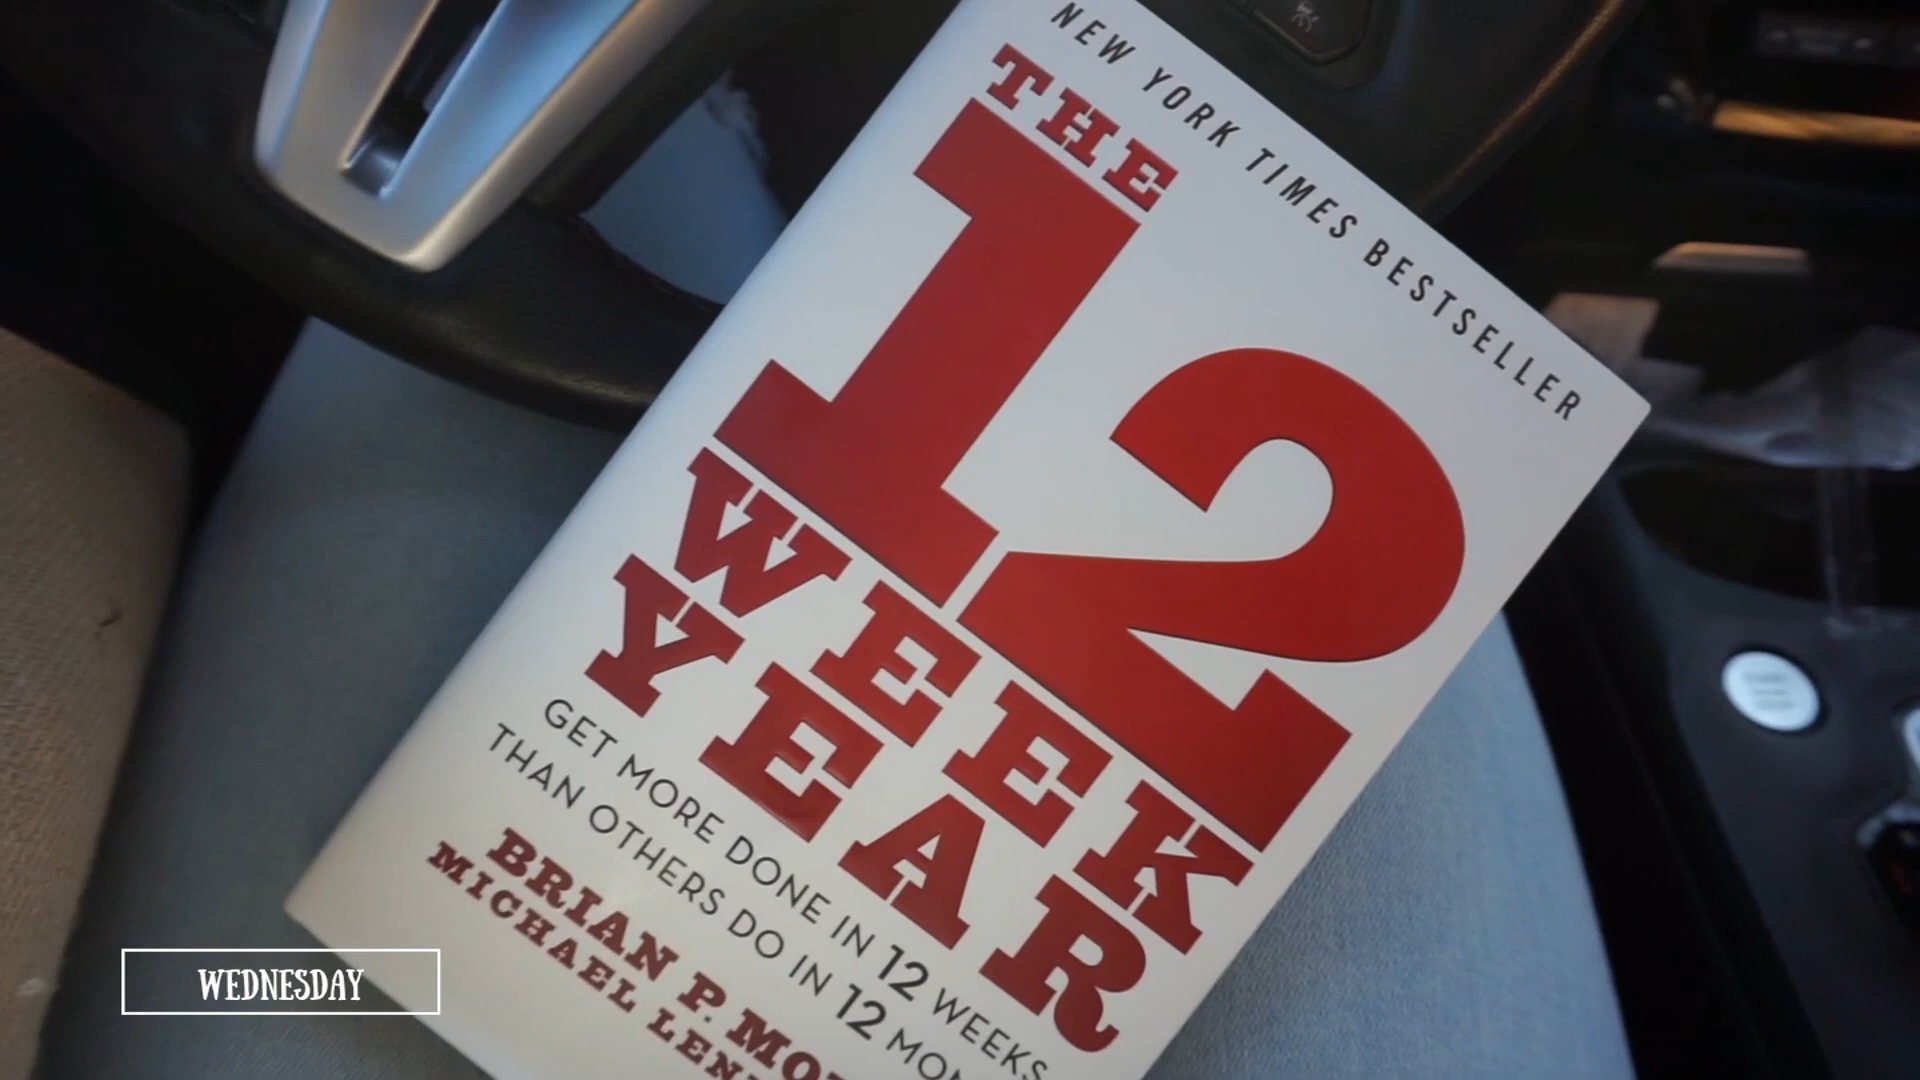 NEW YORK TIMES BESTSELLER
THE
12
WEEK
YEAR
GET MORE DONE IN 12 WEEKS
THAN OTHERS DO IN 12
BRIAN P.
MICHAEL
WEDNESDAY